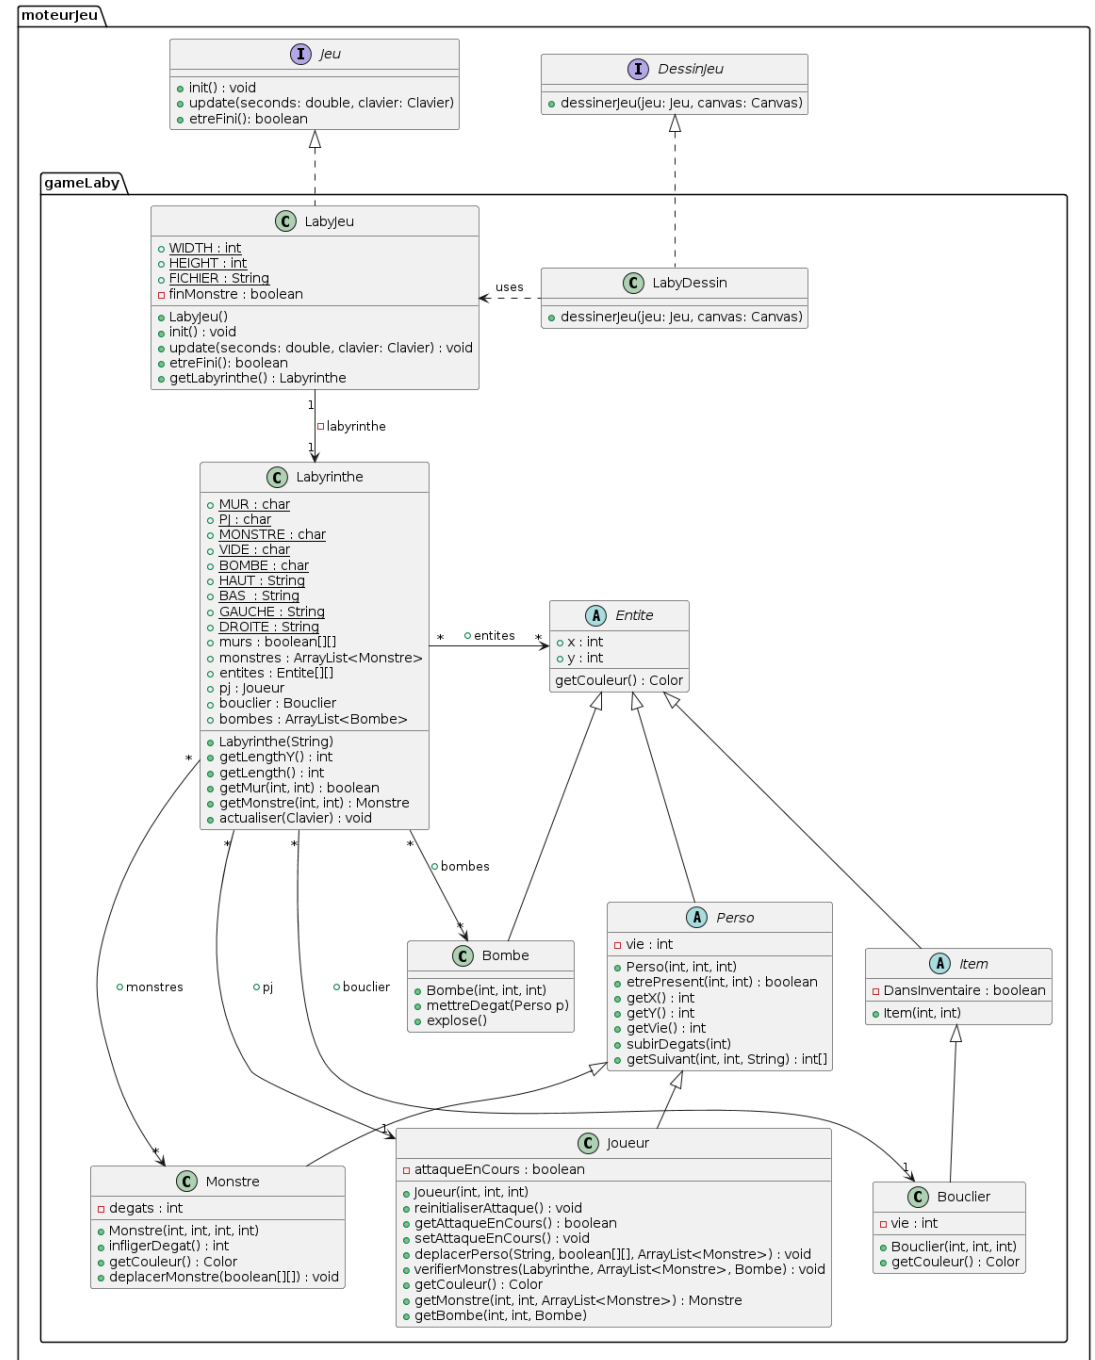 moteurJeu
I Jeu
init() : void
update(seconds: double, clavier: Clavier)
etreFini(): boolean
I DessinJeu
dessinerJeu(jeu: Jeu, canvas: Canvas)
gameLaby
C LabyJeu
WIDTH : int
HEIGHT : int
FICHIER : String
finMonstre : boolean
LabyJeu()
init() : void
update(seconds: double, clavier: Clavier) : void
etreFini(): boolean
getLabyrinthe() : Labyrinthe
uses
C LabyDessin
dessinerJeu(jeu: Jeu, canvas: Canvas)
1
labyrinthe
1
C Labyrinthe
MUR : char
PJ : char
MONSTRE : char
VIDE : char
BOMBE : char
HAUT : String
BAS  : String
GAUCHE : String
DROITE : String
murs : boolean[][]
monstres : ArrayList<Monstre>
entites : Entite[][]
pj : Joueur
bouclier : Bouclier
bombes : ArrayList<Bombe>
Labyrinthe(String)
getLengthY() : int
getLength() : int
getMur(int, int) : boolean
getMonstre(int, int) : Monstre
actualiser(Clavier) : void
* entites *
A Entite
x : int
y : int
getCouleur() : Color
*
*
*
*
bombes
*
C Bombe
Bombe(int, int, int)
mettreDegat(Perso p)
explose()
A Perso
vie : int
Perso(int, int, int)
etrePresent(int, int) : boolean
getX() : int
getY() : int
getVie() : int
subirDegats(int)
getSuivant(int, int, String) : int[]
A Item
DansInventaire : boolean
Item(int, int)
monstres
pj
bouclier
*
1
1
C Monstre
degats : int
Monstre(int, int, int, int)
infligerDegat() : int
getCouleur() : Color
deplacerMonstre(boolean[][]) : void
C Joueur
attaqueEnCours : boolean
Joueur(int, int, int)
reinitialiserAttaque() : void
getAttaqueEnCours() : boolean
setAttaqueEnCours() : void
deplacerPerso(String, boolean[][], ArrayList<Monstre>) : void
verifierMonstres(Labyrinthe, ArrayList<Monstre>, Bombe) : void
getCouleur() : Color
getMonstre(int, int, ArrayList<Monstre>) : Monstre
getBombe(int, int, Bombe)
C Bouclier
vie : int
Bouclier(int, int, int)
getCouleur() : Color